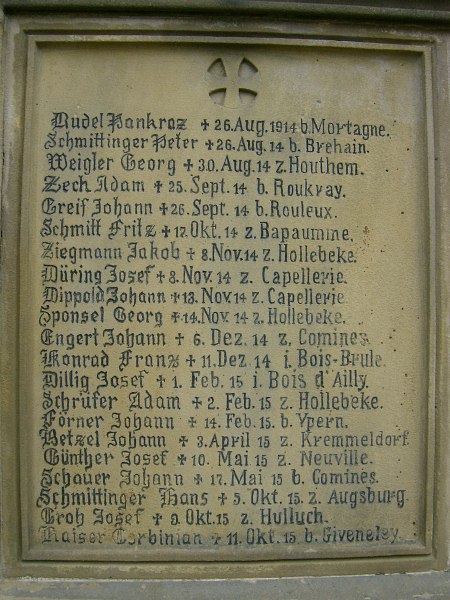 Rudel Pankraz + 26. Aug. 1914 b. Mortagne.
Schmittinger Peter + 26. Aug. 14 b. Brehain.
Weigler Georg + 30. Aug. 14 z. Houthem.
Zech Adam + 25. Sept. 14 b. Roukray.
Greif Johann + 26. Sept. 14 b. Rouleux.
Schmitt Fritz + 17. Okt. 14 z. Bapaumme.
Ziegmann Jakob + 8. Nov. 14 z. Hollebeke.
Düring Josef + 8. Nov. 14 z. Capellerie.
Dippold Johann + 13. Nov. 14 z. Capellerie.
Sponsel Georg + 14. Nov. 14 z. Hollebeke.
Engert Johann + 6. Dez. 14 z. Comines.
Konrad Franz + 11. Dez. 14 i. Bois-Brule.
Dillig Josef + 1. Feb. 15 i. Bois d'Ailly.
Schrüfer Adam + 2. Feb. 15 z. Hollebeke.
Förner Johann + 14. Feb. 15 b. Ypern.
Hetzel Johann + 3. April 15 z. Kremmeldorf.
Günther Josef + 10. Mai 15 z. Neuville.
Schauer Johann + 17. Mai 15 b. Comines.
Schmittinger Hans + 5. Okt. 15 z. Augsburg.
Groh Josef + 9. Okt. 15 z. Hulluch.
Kaiser Corbinian + 11. Okt. 15 b. Giveneley.